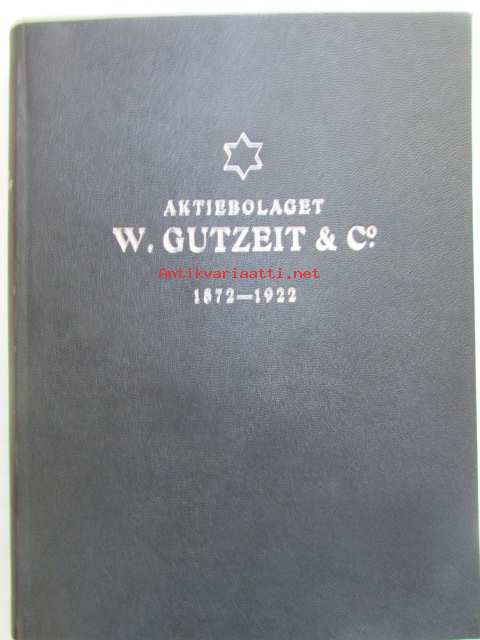 AKTIEBOLAGET
W. GUTZEIT & Cº
Antikvariaatti.net
1872—1922